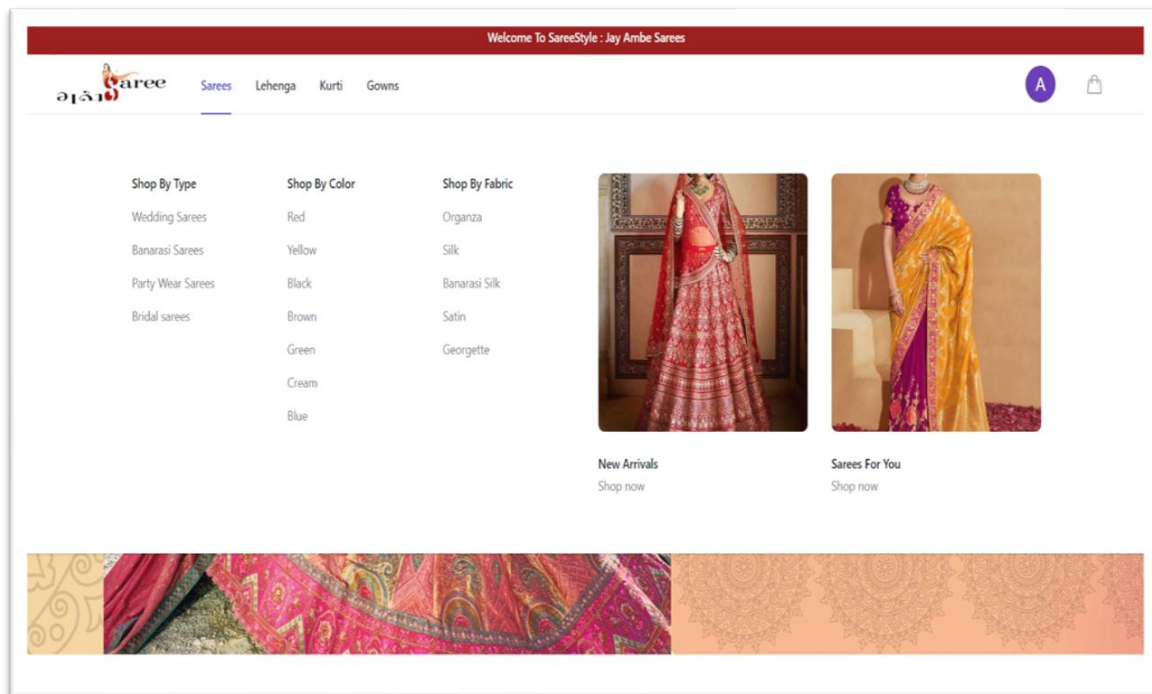 Welcome To SareeStyle : Jay Ambe Sarees
Saree
Sarees
Lehenga
Kurti
Gowns
A
Shop By Type
Wedding Sarees
Banarasi Sarees
Party Wear Sarees
Bridal sarees
Shop By Color
Red
Yellow
Black
Brown
Green
Cream
Blue
Shop By Fabric
Organza
Silk
Banarasi Silk
Satin
Georgette
New Arrivals
Shop now
Sarees For You
Shop now